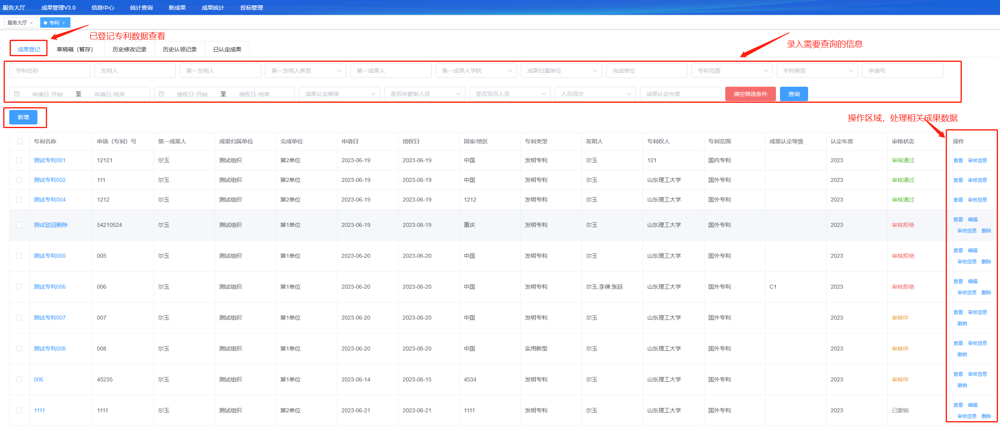 服务大厅 成果管理V3.0 信息中心 统计查询 新成果 成果统计 投标管理
服务大厅 × 专利 ×
已登记专利数据查看
录入需要查询的信息
成果登记 草稿箱（暂存） 历史修改记录 历史认领记录 已认定成果
专利名称 发明人 第一发明人 第一发明人类型 第一成果人 第一成果人学院 成果归属单位 完成单位 专利范围 专利类型 申请号
申请日-开始 至 申请日-结束 授权日-开始 至 授权日-结束 成果认定等级 是否年薪制人员 是否双百人员 人员层次 成果认定年度 清空筛选条件 查询
新增
操作区域，处理相关成果数据
专利名称 申请（专利）号 第一成果人 成果归属单位 完成单位 申请日 授权日 国家/地区 专利类型 发明人 专利权人 专利范围 成果认定等级 认定年度 审核状态 操作
测试专利001 12121 尔玉 测试组织 第2单位 2023-06-19 2023-06-19 中国 发明专利 尔玉 121 国内专利 2023 审核通过 查看 审核信息
测试专利002 111 尔玉 测试组织 第2单位 2023-06-19 2023-06-19 中国 发明专利 尔玉 山东理工大学 国外专利 2023 审核通过 查看 审核信息
测试专利004 1212 尔玉 测试组织 第2单位 2023-06-19 2023-06-19 1212 发明专利 尔玉 山东理工大学 国外专利 2023 审核通过 查看 审核信息
测试驳回删除 54210524 尔玉 测试组织 第1单位 2023-06-19 2023-06-19 重庆 发明专利 尔玉 山东理工大学 国外专利 2023 审核拒绝 查看 编辑
审核信息 删除
测试专利005 005 尔玉 测试组织 第1单位 2023-06-20 2023-06-20 中国 发明专利 尔玉 山东理工大学 国外专利 2023 审核拒绝 查看 编辑
审核信息 删除
测试专利006 006 尔玉 测试组织 第1单位 2023-06-20 2023-06-20 中国 发明专利 尔玉,李律,张廷 山东理工大学 国外专利 C1 2023 审核拒绝 查看 编辑
审核信息 删除
测试专利007 007 尔玉 测试组织 第1单位 2023-06-20 2023-06-20 中国 发明专利 尔玉 山东理工大学 国外专利 2023 审核中 查看 审核信息
撤销
测试专利008 008 尔玉 测试组织 第1单位 2023-06-20 2023-06-20 中国 实用新型 尔玉 山东理工大学 国外专利 2023 审核中 查看 审核信息
撤销
006 45235 尔玉 测试组织 第1单位 2023-06-14 2023-06-15 4534 发明专利 尔玉 山东理工大学 国外专利 2023 审核中 查看 审核信息
撤销
1111 1111 尔玉 测试组织 第2单位 2023-06-21 2023-06-21 1111 发明专利 尔玉 山东理工大学 国外专利 2023 已撤销 查看 编辑
审核信息 删除